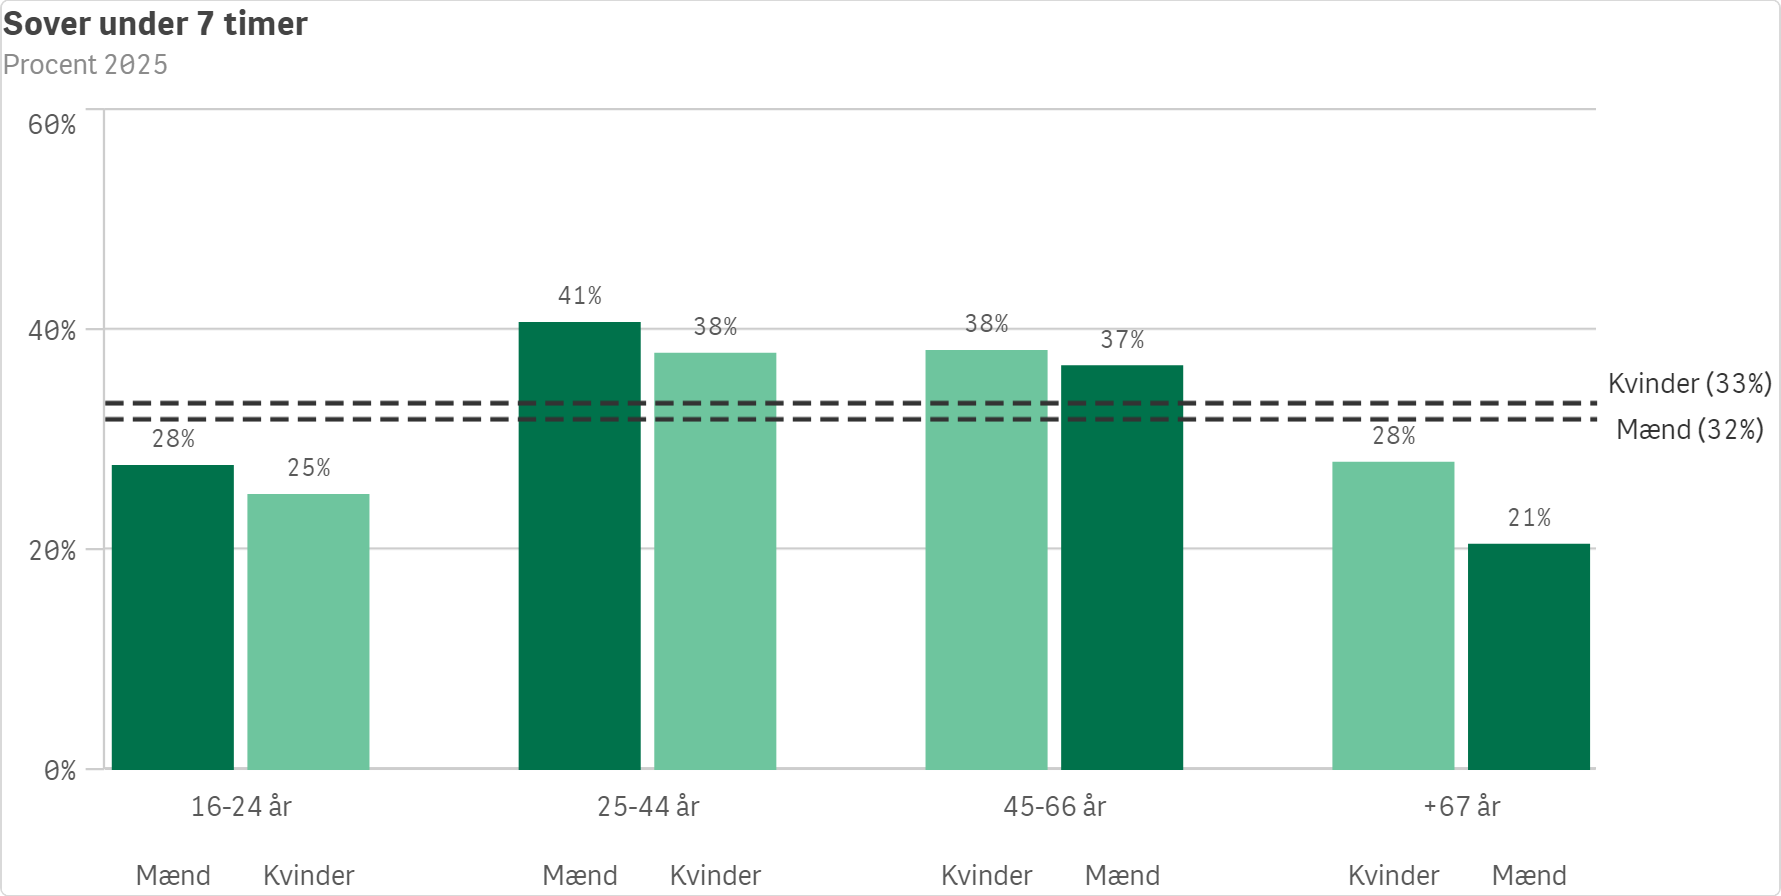 Sover under 7 timer
Procent 2025
60%
40%
20%
0%
28%
25%
41%
38%
38%
37%
28%
21%
Kvinder (33%)
Mænd (32%)
16-24 år
25-44 år
45-66 år
+67 år
Mænd
Kvinder
Mænd
Kvinder
Kvinder
Mænd
Kvinder
Mænd